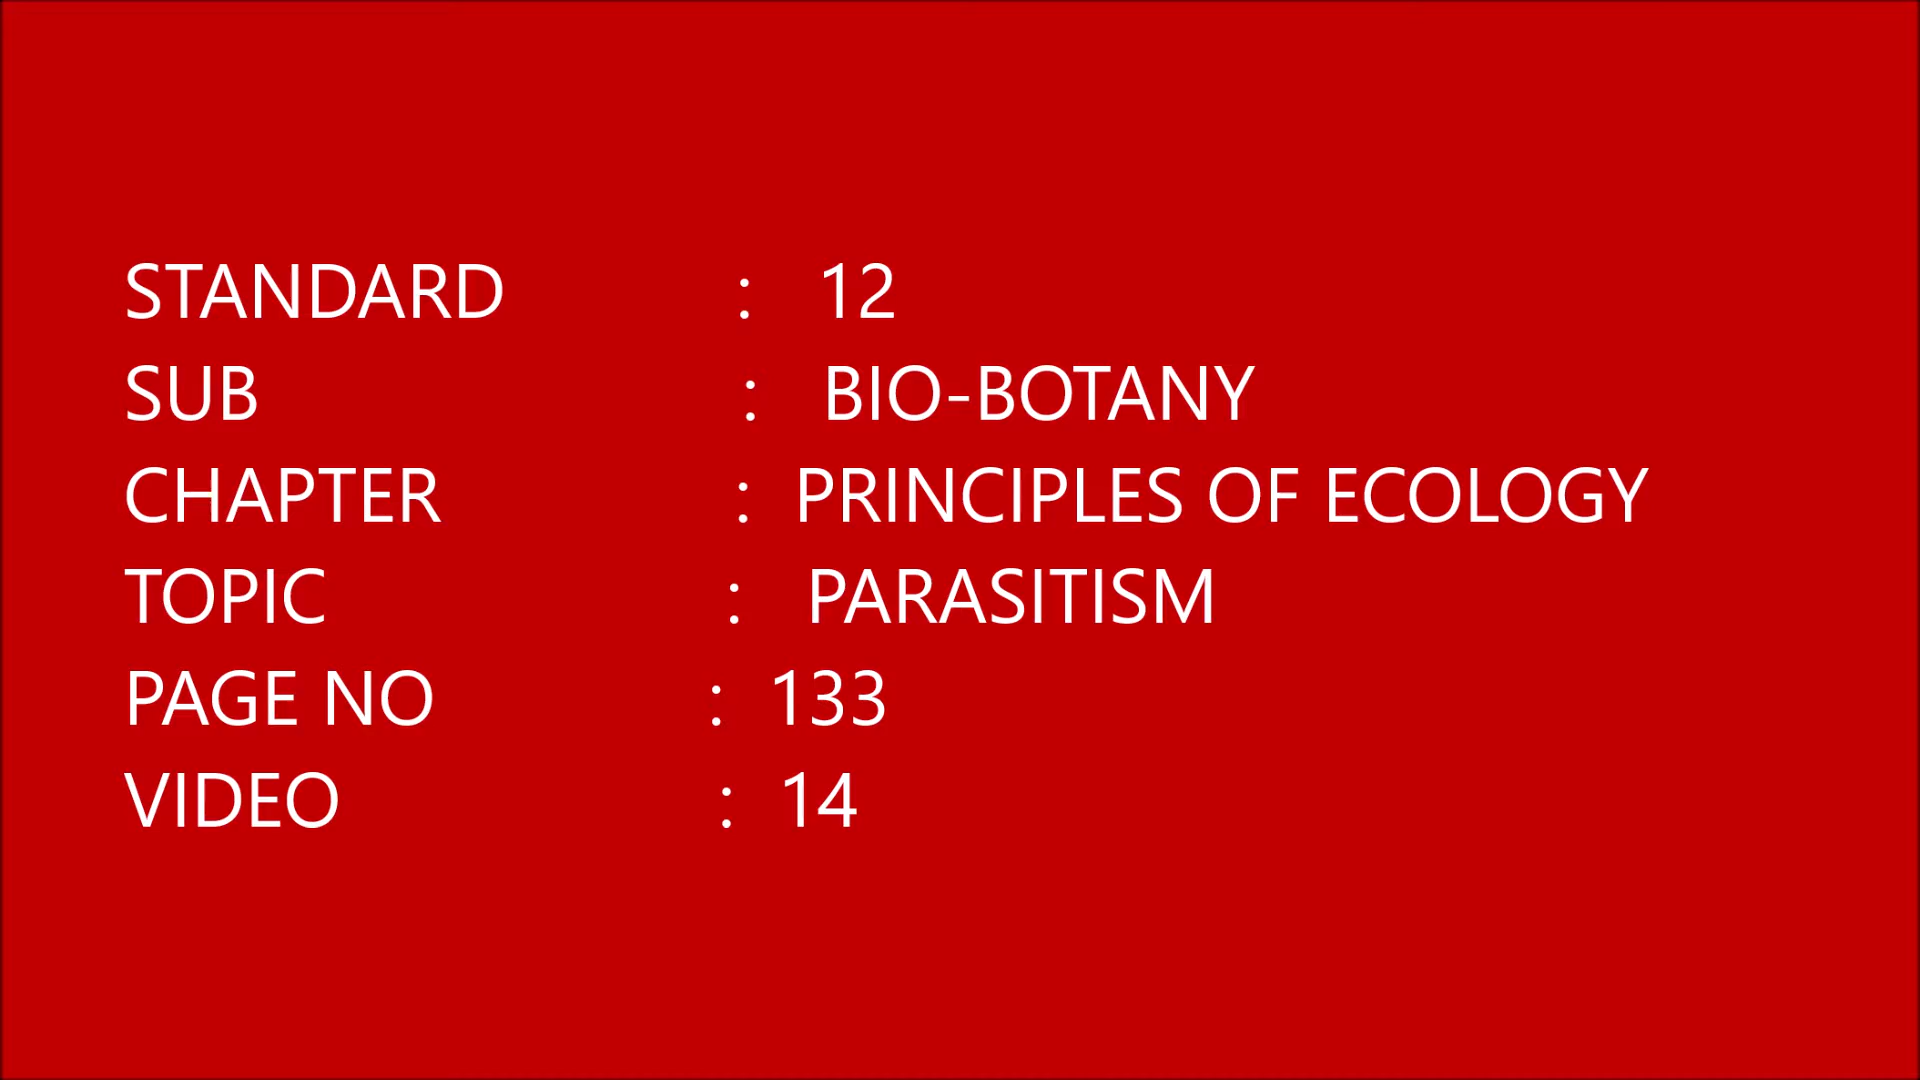 STANDARD : 12
SUB : BIO-BOTANY
CHAPTER : PRINCIPLES OF ECOLOGY
TOPIC : PARASITISM
PAGE NO : 133
VIDEO : 14